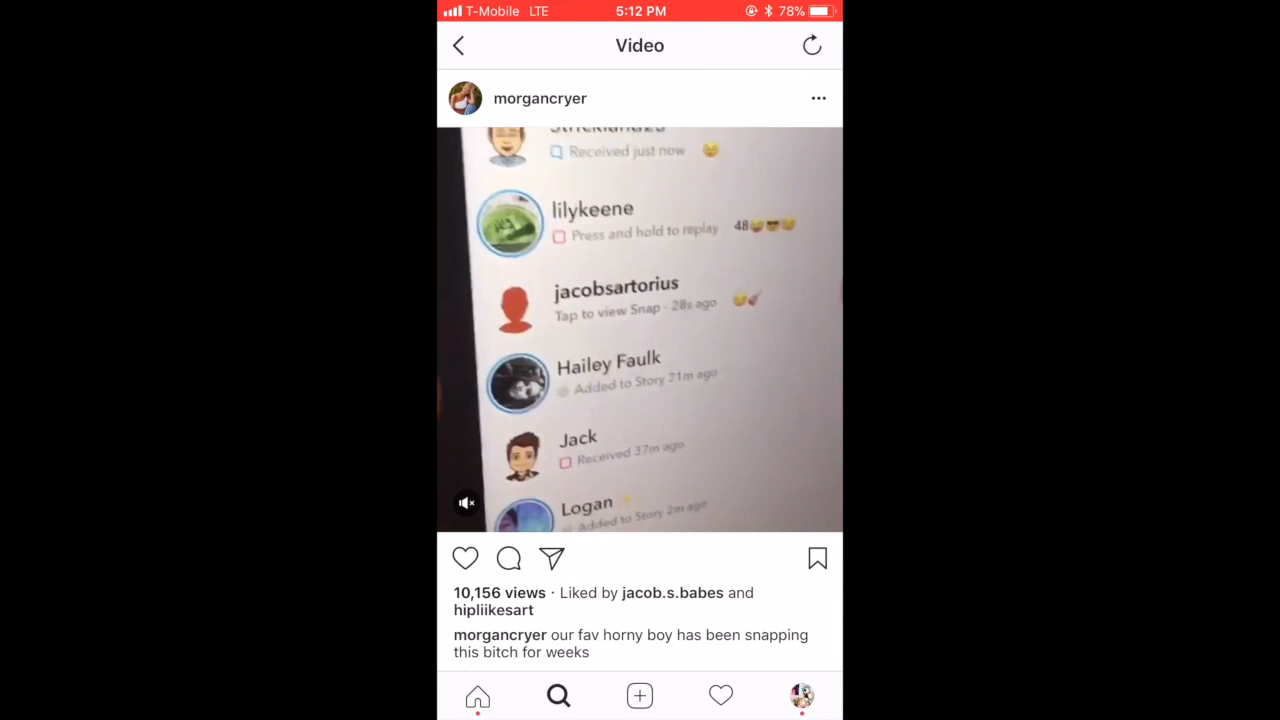 T-Mobile LTE 5:12 PM 78%
Video
morgancryer
Received just now
lilykeene
Press and hold to replay 48
jacobsartorius
Tap to view Snap - 28s ago
Hailey Faulk
Added to Story 21m ago
Jack
Received 37m ago
Logan
Added to Story 2m ago
10,156 views · Liked by jacob.s.babes and
hipliikesart
morgancryer our fav horny boy has been snapping
this bitch for weeks